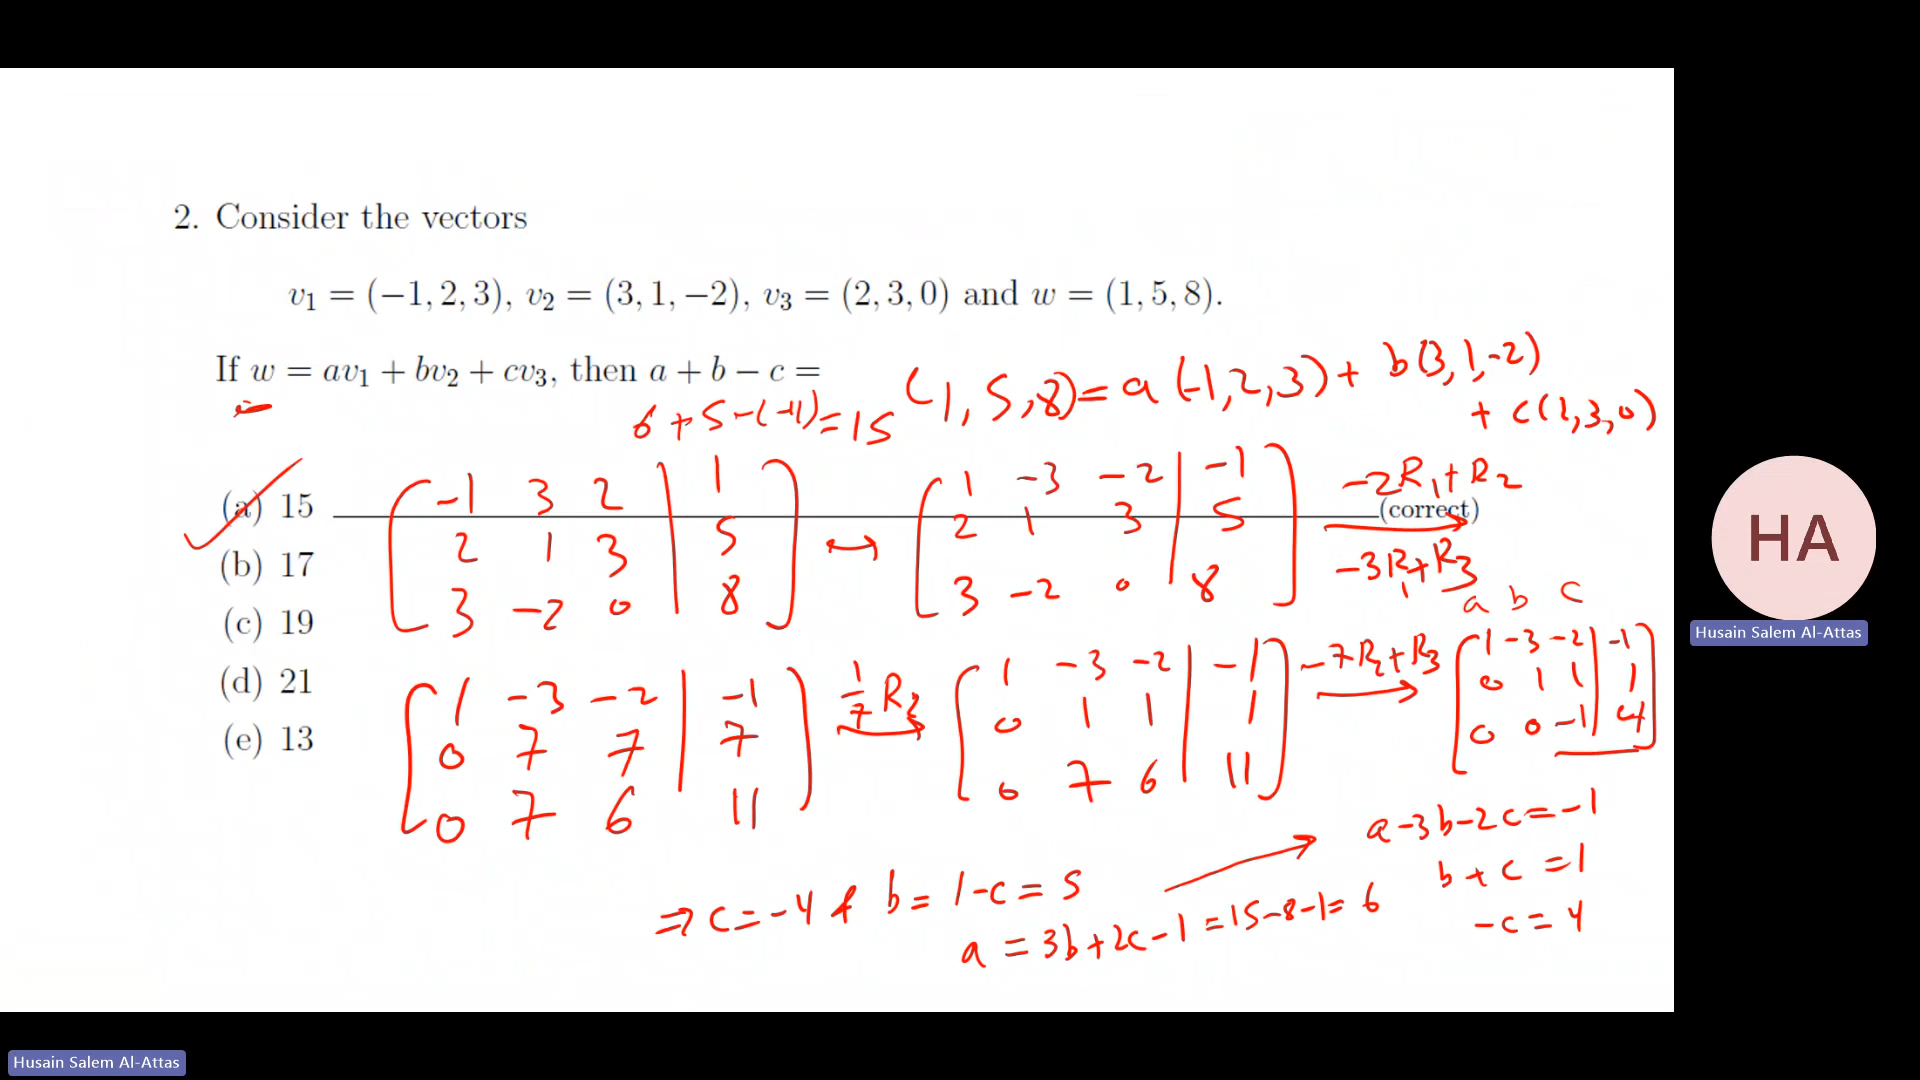 2. Consider the vectors
v₁ = (−1, 2, 3), v₂ = (3, 1, −2), v₃ = (2, 3, 0) and w = (1, 5, 8).
If w = av₁ + bv₂ + cv₃, then a + b − c =
6 + 5 - (-4) = 15
(1, 5, 8) = a (-1, 2, 3) + b (3, 1, -2)
+ c (2, 3, 0)
(a) 15 (correct)
(b) 17
(c) 19
(d) 21
(e) 13
-1 3 2 | 1
2 1 3 | 5
3 -2 0 | 8
↔
1 -3 -2 | -1
2 1 3 | 5
3 -2 0 | 8
-2R₁ + R₂
-3R₁ + R₃
1 -3 -2 | -1
0 7 7 | 7
0 7 6 | 11
1/7 R₂
1 -3 -2 | -1
0 1 1 | 1
0 7 6 | 11
-7R₂ + R₃
a b c
1 -3 -2 | -1
0 1 1 | 1
0 0 -1 | 4
a - 3b - 2c = -1
b + c = 1
-c = 4
⇒ c = -4 & b = 1 - c = 5
a = 3b + 2c - 1 = 15 - 8 - 1 = 6
HA
Husain Salem Al-Attas
Husain Salem Al-Attas